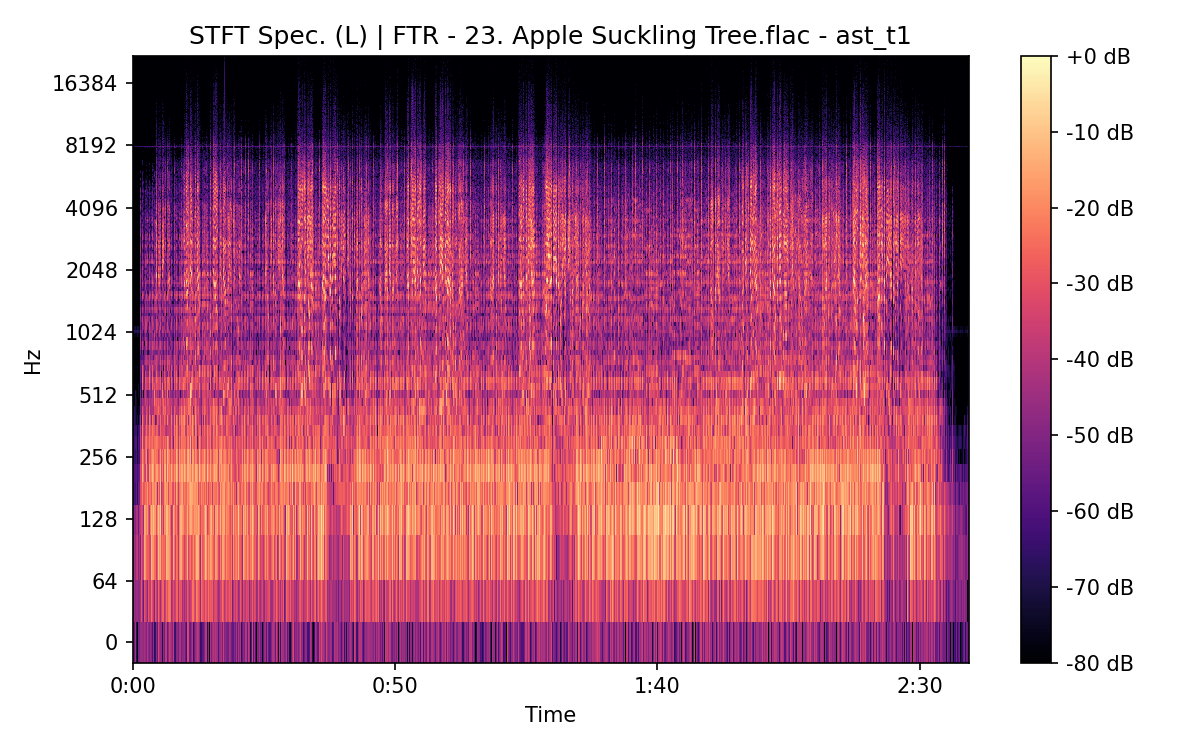 STFT Spec. (L) | FTR - 23. Apple Suckling Tree.flac - ast_t1
16384
8192
4096
2048
1024
512
256
128
64
0
Hz
0:00 0:50 1:40 2:30
Time
+0 dB
-10 dB
-20 dB
-30 dB
-40 dB
-50 dB
-60 dB
-70 dB
-80 dB